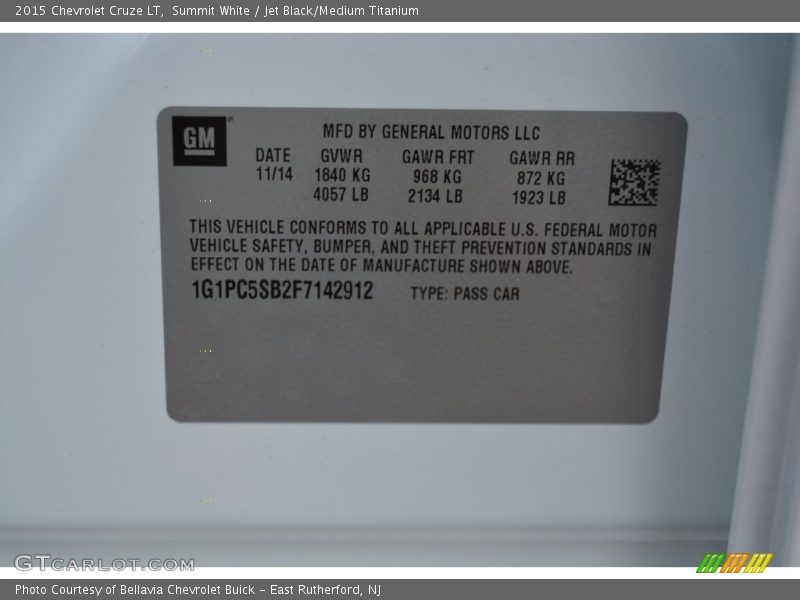 2015 Chevrolet Cruze LT, Summit White / Jet Black/Medium Titanium
GM
MFD BY GENERAL MOTORS LLC
DATE GVWR GAWR FRT GAWR RR
11/14 1840 KG 968 KG 872 KG
4057 LB 2134 LB 1923 LB
THIS VEHICLE CONFORMS TO ALL APPLICABLE U.S. FEDERAL MOTOR
VEHICLE SAFETY, BUMPER, AND THEFT PREVENTION STANDARDS IN
EFFECT ON THE DATE OF MANUFACTURE SHOWN ABOVE.
1G1PC5SB2F7142912 TYPE: PASS CAR
GTCARLOT.COM
Photo Courtesy of Bellavia Chevrolet Buick - East Rutherford, NJ